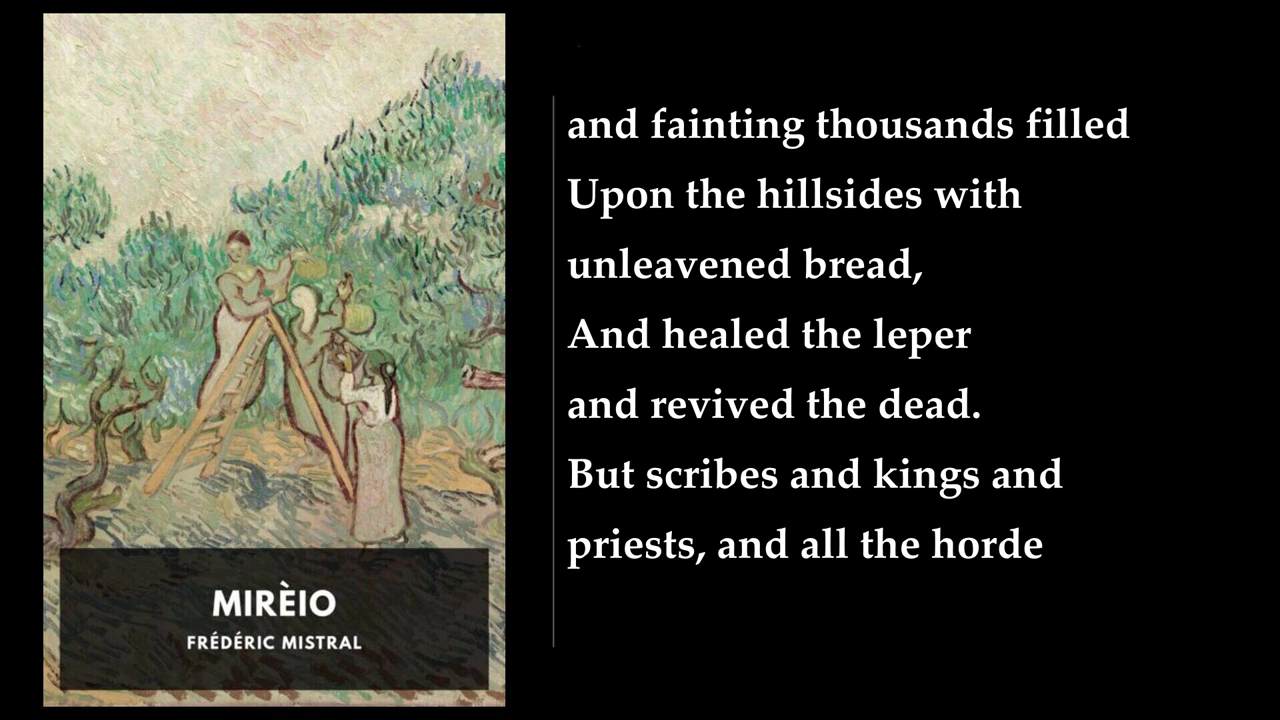 MIRÈIO
FRÉDÉRIC MISTRAL
and fainting thousands filled
Upon the hillsides with
unleavened bread,
And healed the leper
and revived the dead.
But scribes and kings and
priests, and all the horde